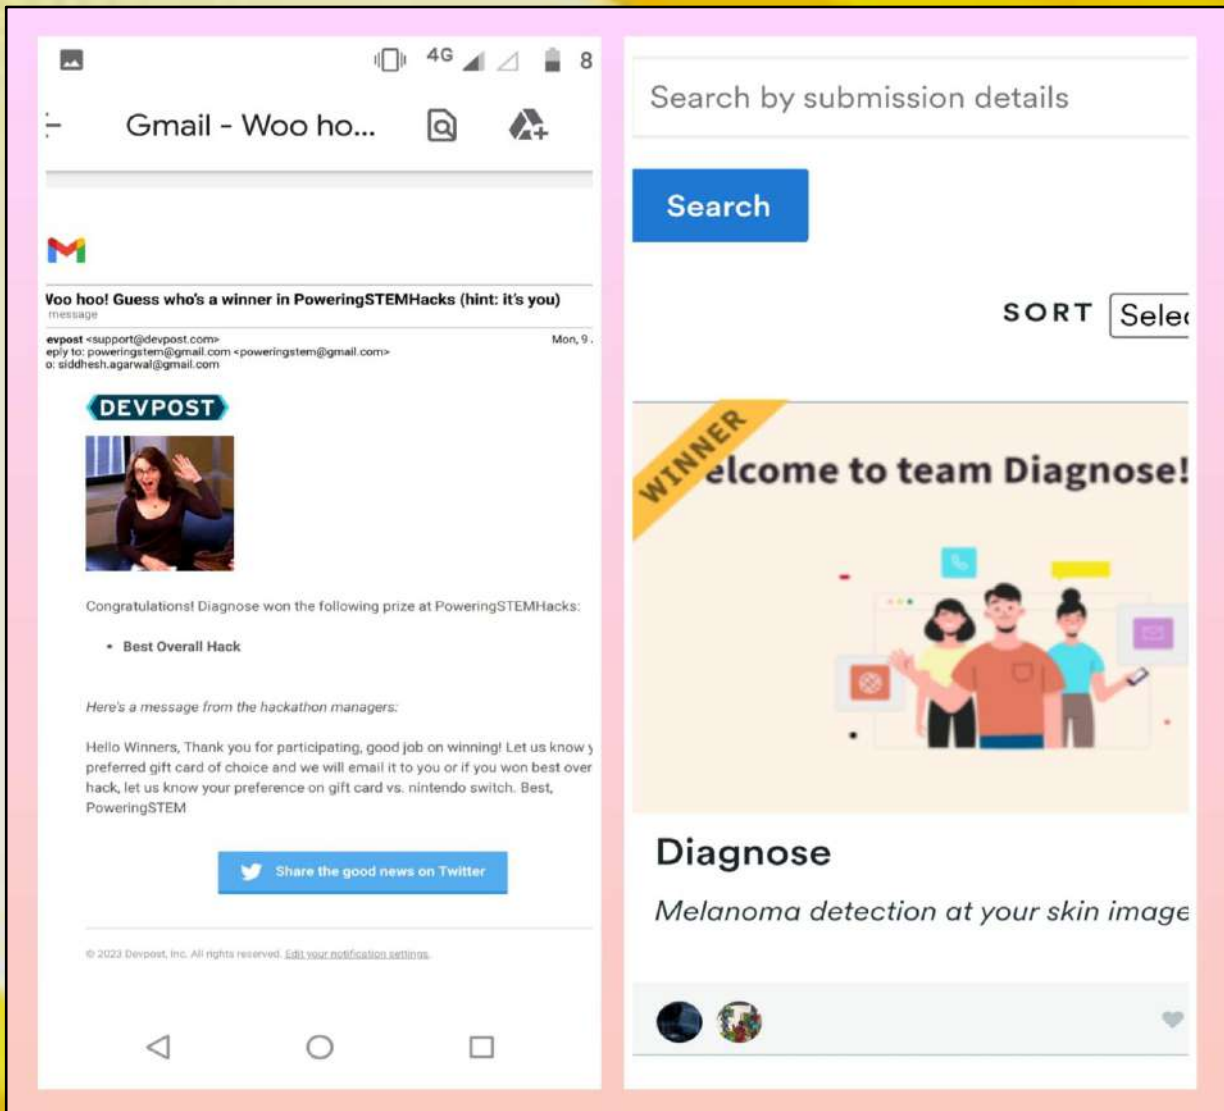 4G
8
Gmail - Woo ho...
Voo hoo! Guess who's a winner in PoweringSTEMHacks (hint: it's you)
message
evpost <support@devpost.com>
Mon, 9
eply to: poweringstem@gmail.com <poweringstem@gmail.com>
o: siddhesh.agarwal@gmail.com
DEVPOST
Congratulations! Diagnose won the following prize at PoweringSTEMHacks:
• Best Overall Hack
Here's a message from the hackathon managers:
Hello Winners, Thank you for participating, good job on winning! Let us know y
preferred gift card of choice and we will email it to you or if you won best over
hack, let us know your preference on gift card vs. nintendo switch. Best,
PoweringSTEM
Share the good news on Twitter
© 2023 Devpost, Inc. All rights reserved. Edit your notification settings.
Search by submission details
Search
SORT Selec
WINNER
elcome to team Diagnose!
Diagnose
Melanoma detection at your skin image